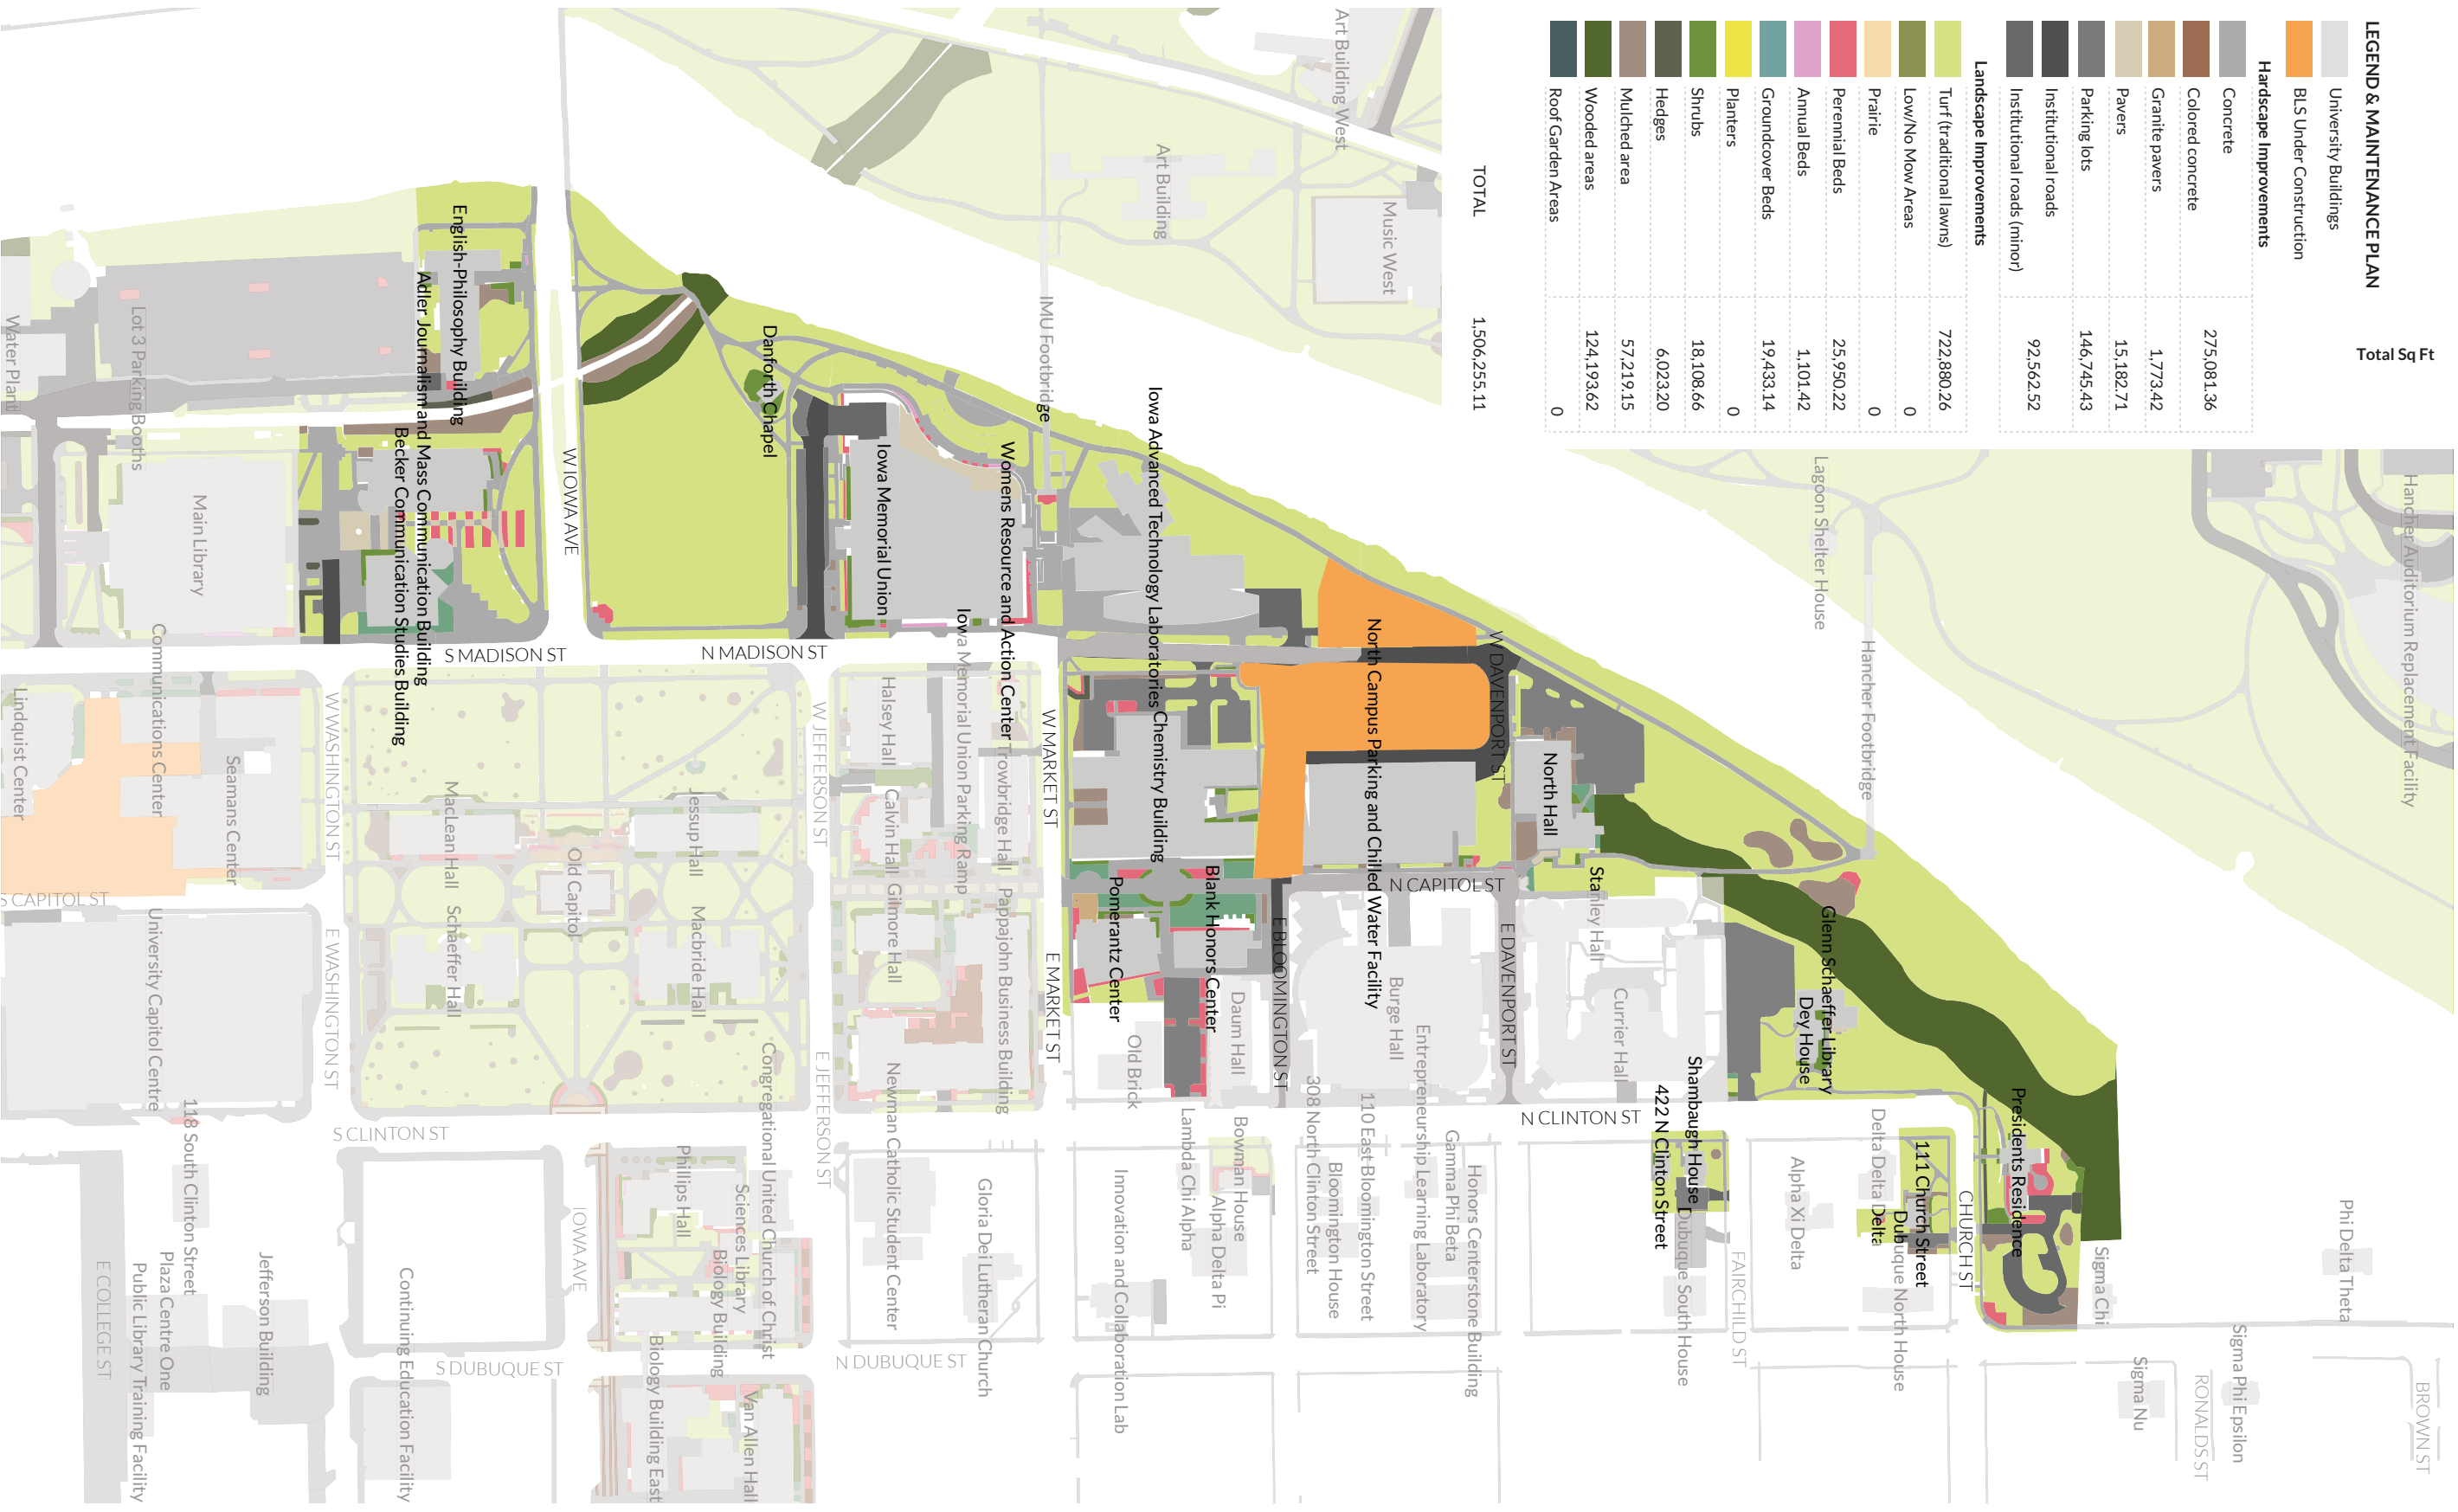 LEGEND & MAINTENANCE PLAN
Total Sq Ft
University Buildings
BLS Under Construction
Hardscape Improvements
Concrete
Colored concrete
275,081.36
Granite pavers 1,773.42
Pavers 15,182.71
Parking lots 146,745.43
Institutional roads
Institutional roads (minor)
92,562.52
Landscape Improvements
Turf (traditional lawns) 722,880.26
Low/No Mow Areas 0
Prairie 0
Perennial Beds 25,950.22
Annual Beds 1,101.42
Groundcover Beds 19,433.14
Planters 0
Shrubs 18,108.66
Hedges 6,023.20
Mulched area 57,219.15
Wooded areas 124,193.62
Roof Garden Areas 0
TOTAL 1,506,255.11
Art Building West
Art Building
Music West
IMU Footbridge
Lagoon Shelter House
Hancher Footbridge
Hancher Auditorium Replacement Facility
English-Philosophy Building
Adler Journalism and Mass Communication Building
Becker Communication Studies Building
Lot 3 Parking Booths
Water Plant
Main Library
Danforth Chapel
Iowa Memorial Union
Womens Resource and Action Center
Iowa Memorial Union Parking Ramp
Iowa Advanced Technology Laboratories
Chemistry Building
North Campus Parking and Chilled Water Facility
North Hall
Stanley Hall
Glenn Schaeffer Library
Dey House
Presidents Residence
111 Church Street
Dubuque North House
Delta Delta Delta
Alpha Xi Delta
Shambaugh House
422 N Clinton Street
Dubuque South House
Currier Hall
Burge Hall
Daum Hall
Blank Honors Center
Pomerantz Center
Old Brick
Halsey Hall
Calvin Hall
Gilmore Hall
Trowbridge Hall
Pappajohn Business Building
Newman Catholic Student Center
Gloria Dei Lutheran Church
Congregational United Church of Christ
Jessup Hall
Macbride Hall
Old Capitol
MacLean Hall
Schaeffer Hall
Communications Center
Seamans Center
Lindquist Center
University Capitol Centre
118 South Clinton Street
Plaza Centre One
Public Library Training Facility
Jefferson Building
Continuing Education Facility
Phillips Hall
Sciences Library
Biology Building
Biology Building East
Van Allen Hall
Innovation and Collaboration Lab
Lambda Chi Alpha
Bowman House
Alpha Delta Pi
308 North Clinton Street
Bloomington House
110 East Bloomington Street
Entrepreneurship Learning Laboratory
Gamma Phi Beta
Honors Centerstone Building
Phi Delta Theta
Sigma Chi
Sigma Nu
Sigma Phi Epsilon
W IOWA AVE
S MADISON ST
N MADISON ST
W WASHINGTON ST
E WASHINGTON ST
W JEFFERSON ST
E JEFFERSON ST
W MARKET ST
E MARKET ST
W DAVENPORT ST
E DAVENPORT ST
E BLOOMINGTON ST
N CAPITOL ST
S CAPITOL ST
N CLINTON ST
S CLINTON ST
IOWA AVE
E COLLEGE ST
S DUBUQUE ST
N DUBUQUE ST
FAIRCHILD ST
CHURCH ST
RONALDS ST
BROWN ST